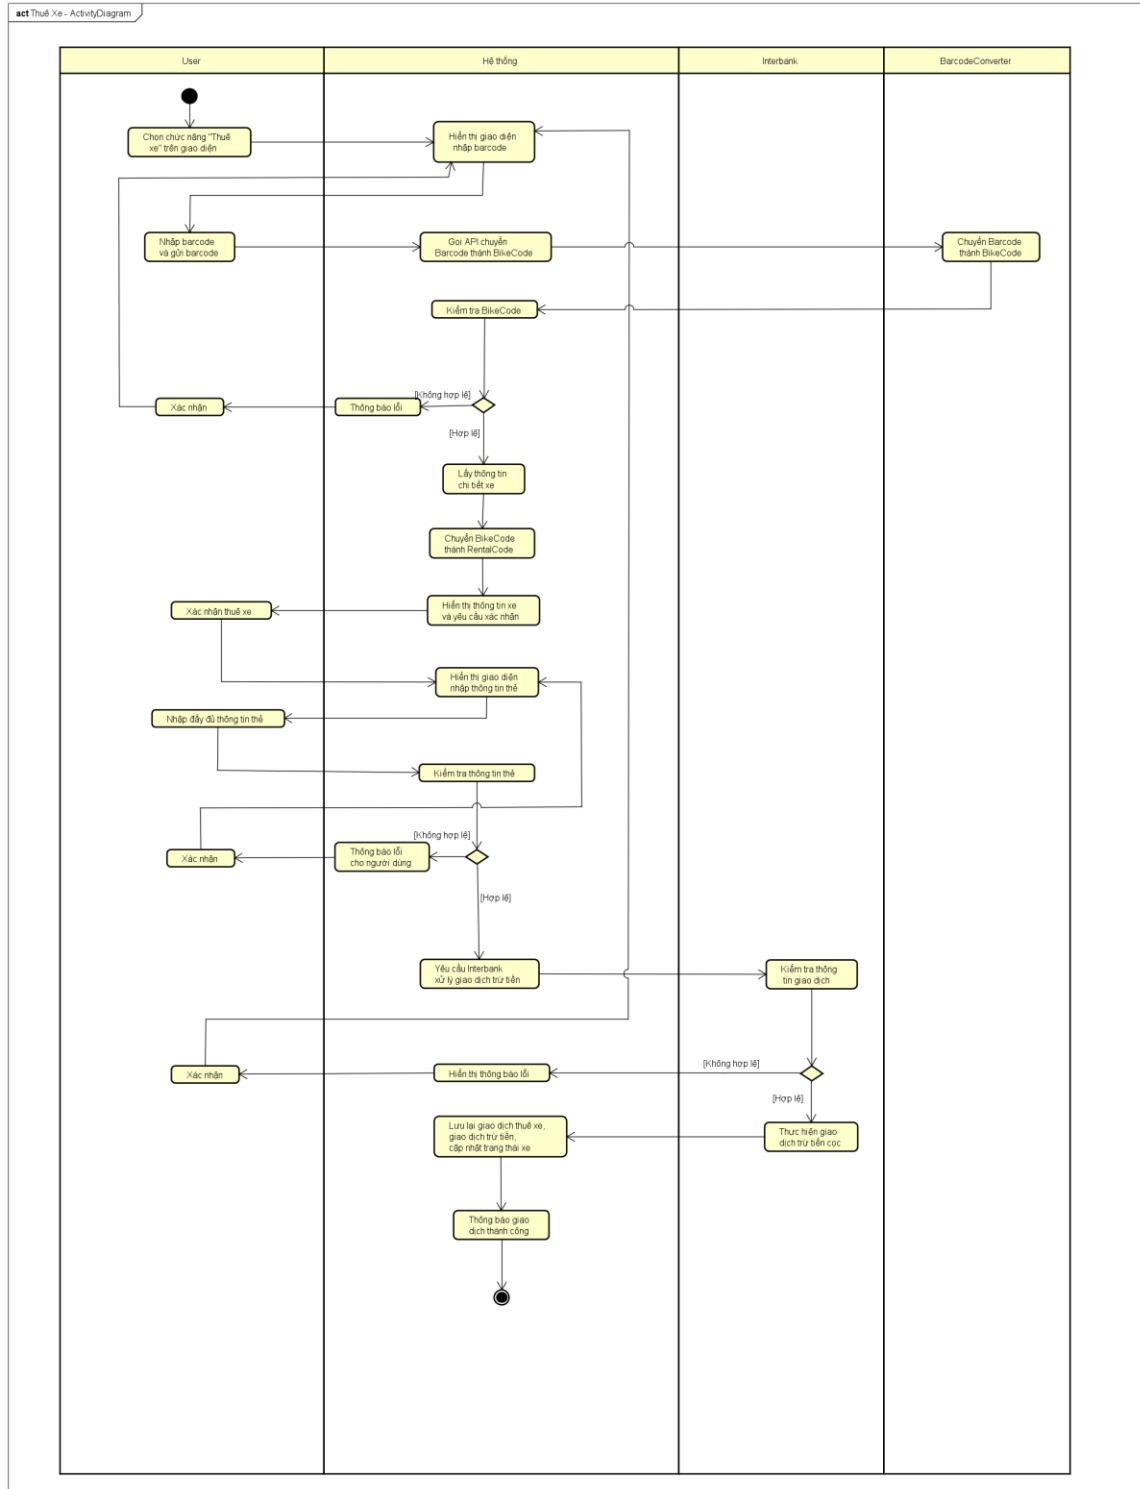 act Thuê Xe - ActivityDiagram
User
Hệ thống
Interbank
BarcodeConverter
Chọn chức năng "Thuê
xe" trên giao diện
Hiển thị giao diện
nhập barcode
Nhập barcode
và gửi barcode
Gọi API chuyển
Barcode thành BikeCode
Chuyển Barcode
thành BikeCode
Kiểm tra BikeCode
[Không hợp lệ]
Xác nhận
Thông báo lỗi
[Hợp lệ]
Lấy thông tin
chi tiết xe
Chuyển BikeCode
thành RentalCode
Xác nhận thuê xe
Hiển thị thông tin xe
và yêu cầu xác nhận
Hiển thị giao diện
nhập thông tin thẻ
Nhập đầy đủ thông tin thẻ
Kiểm tra thông tin thẻ
[Không hợp lệ]
Xác nhận
Thông báo lỗi
cho người dùng
[Hợp lệ]
Yêu cầu Interbank
xử lý giao dịch trừ tiền
Kiểm tra thông
tin giao dịch
[Không hợp lệ]
Xác nhận
Hiển thị thông báo lỗi
[Hợp lệ]
Lưu lại giao dịch thuê xe,
giao dịch trừ tiền,
cập nhật trạng thái xe
Thực hiện giao
dịch trừ tiền cọc
Thông báo giao
dịch thành công